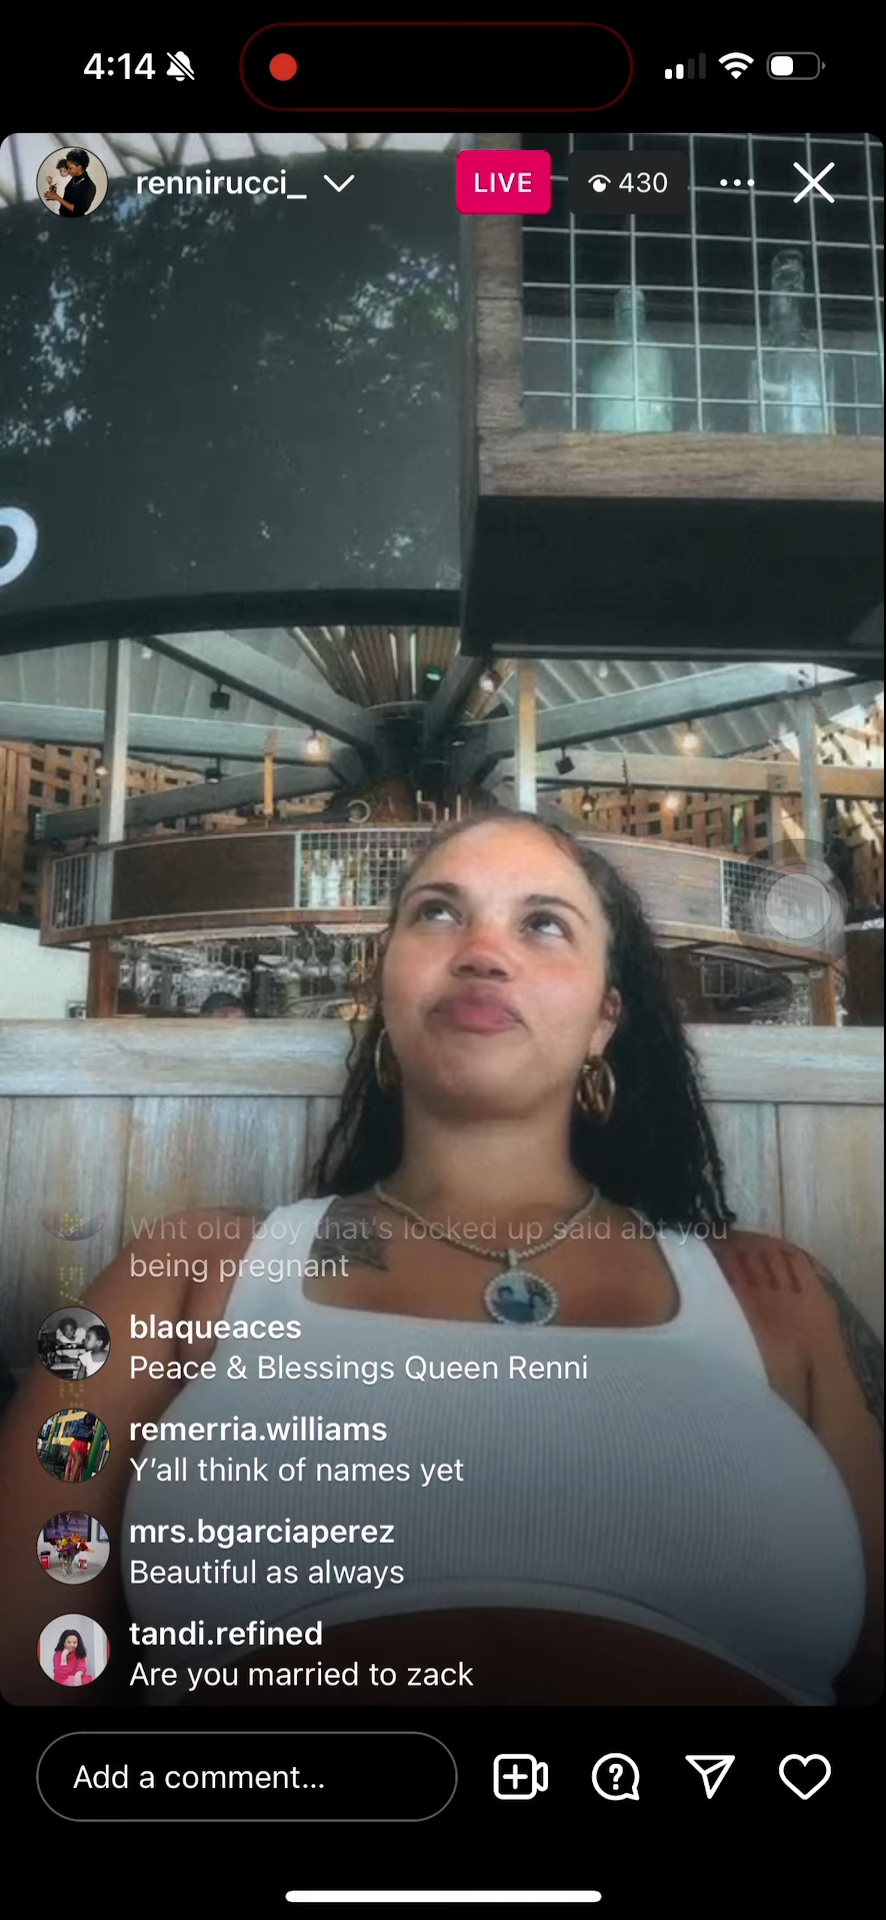 4:14
rennirucci_
LIVE
430
Wht old boy that's locked up said abt you
being pregnant
blaqueaces
Peace & Blessings Queen Renni
remerria.williams
Y'all think of names yet
mrs.bgarciaperez
Beautiful as always
tandi.refined
Are you married to zack
Add a comment...